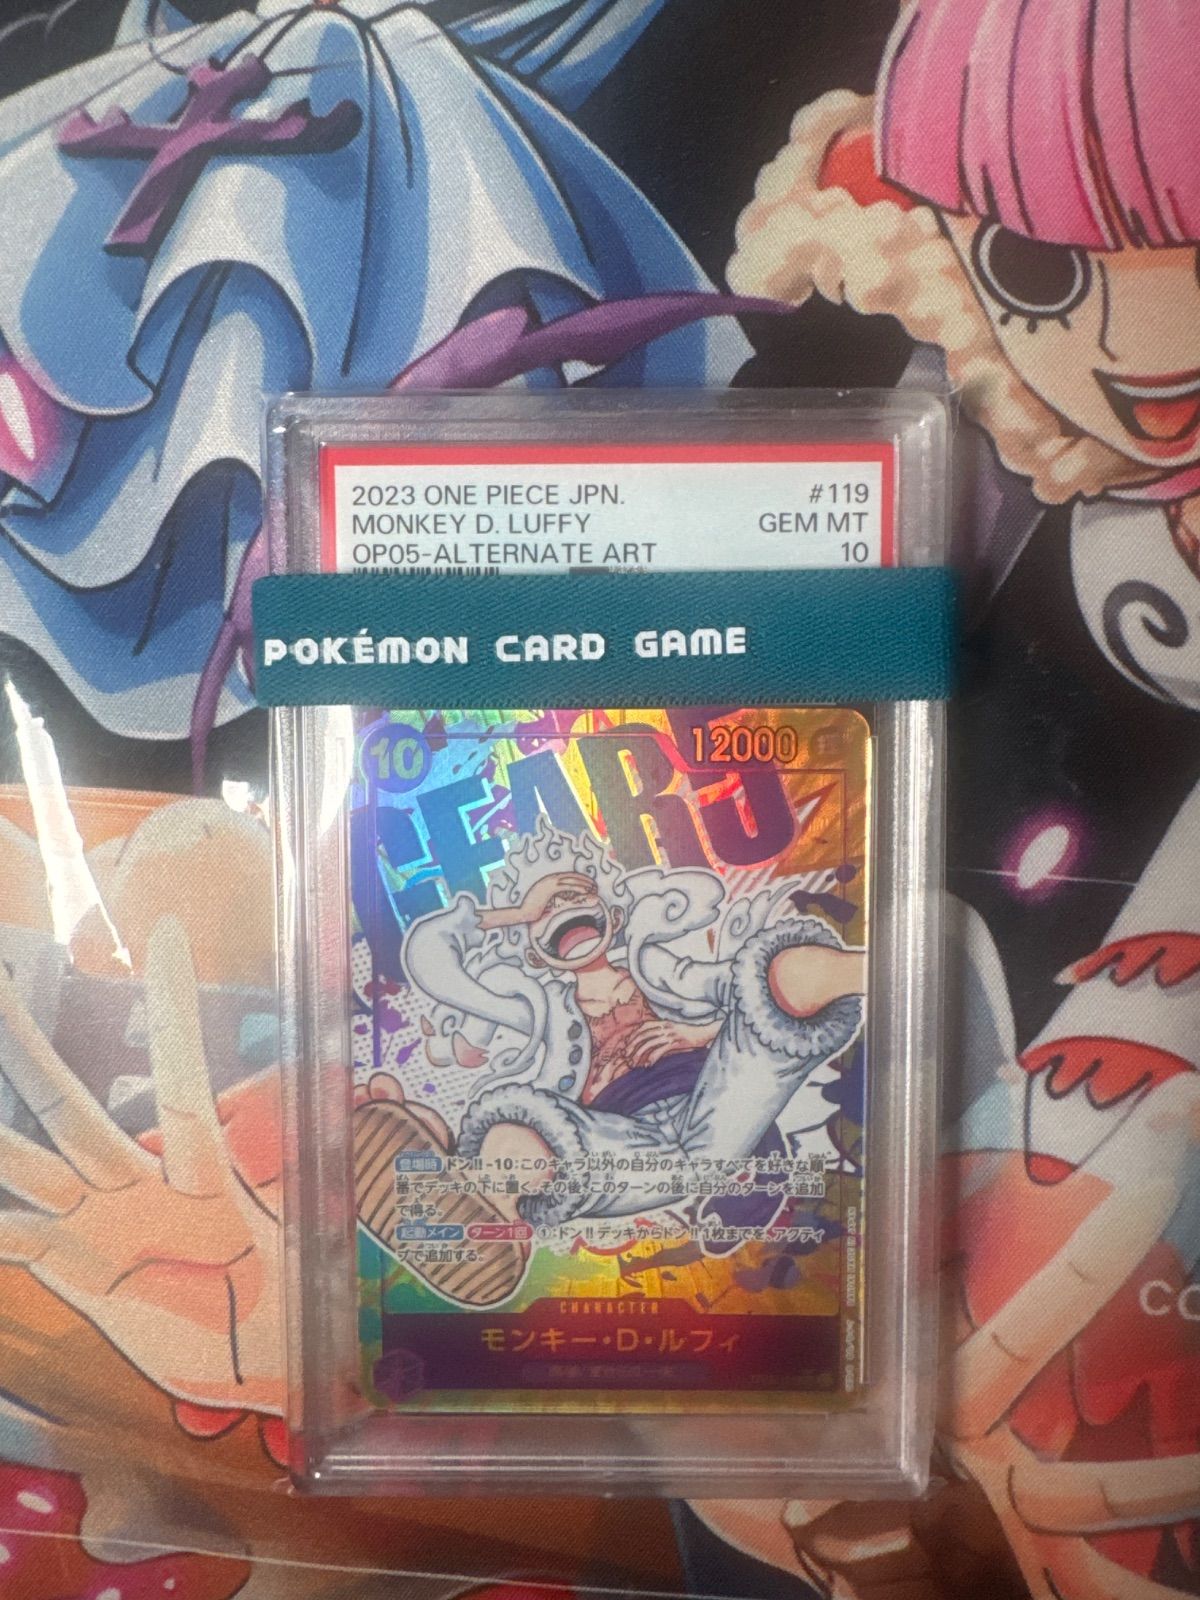 2023 ONE PIECE JPN. #119
MONKEY D. LUFFY GEM MT
OP05-ALTERNATE ART 10
POKÉMON CARD GAME
10 12000
GEAR5
登場時 ドン!!-10:このキャラ以外の自分のキャラすべてを好きな順
番でデッキの下に置く。その後、このターンの後に自分のターンを追加
で得る。
起動メイン ターン1回 ①:ドン!!デッキからドン!!1枚までを、アクティ
ブで追加する。
CHARACTER
モンキー・D・ルフィ